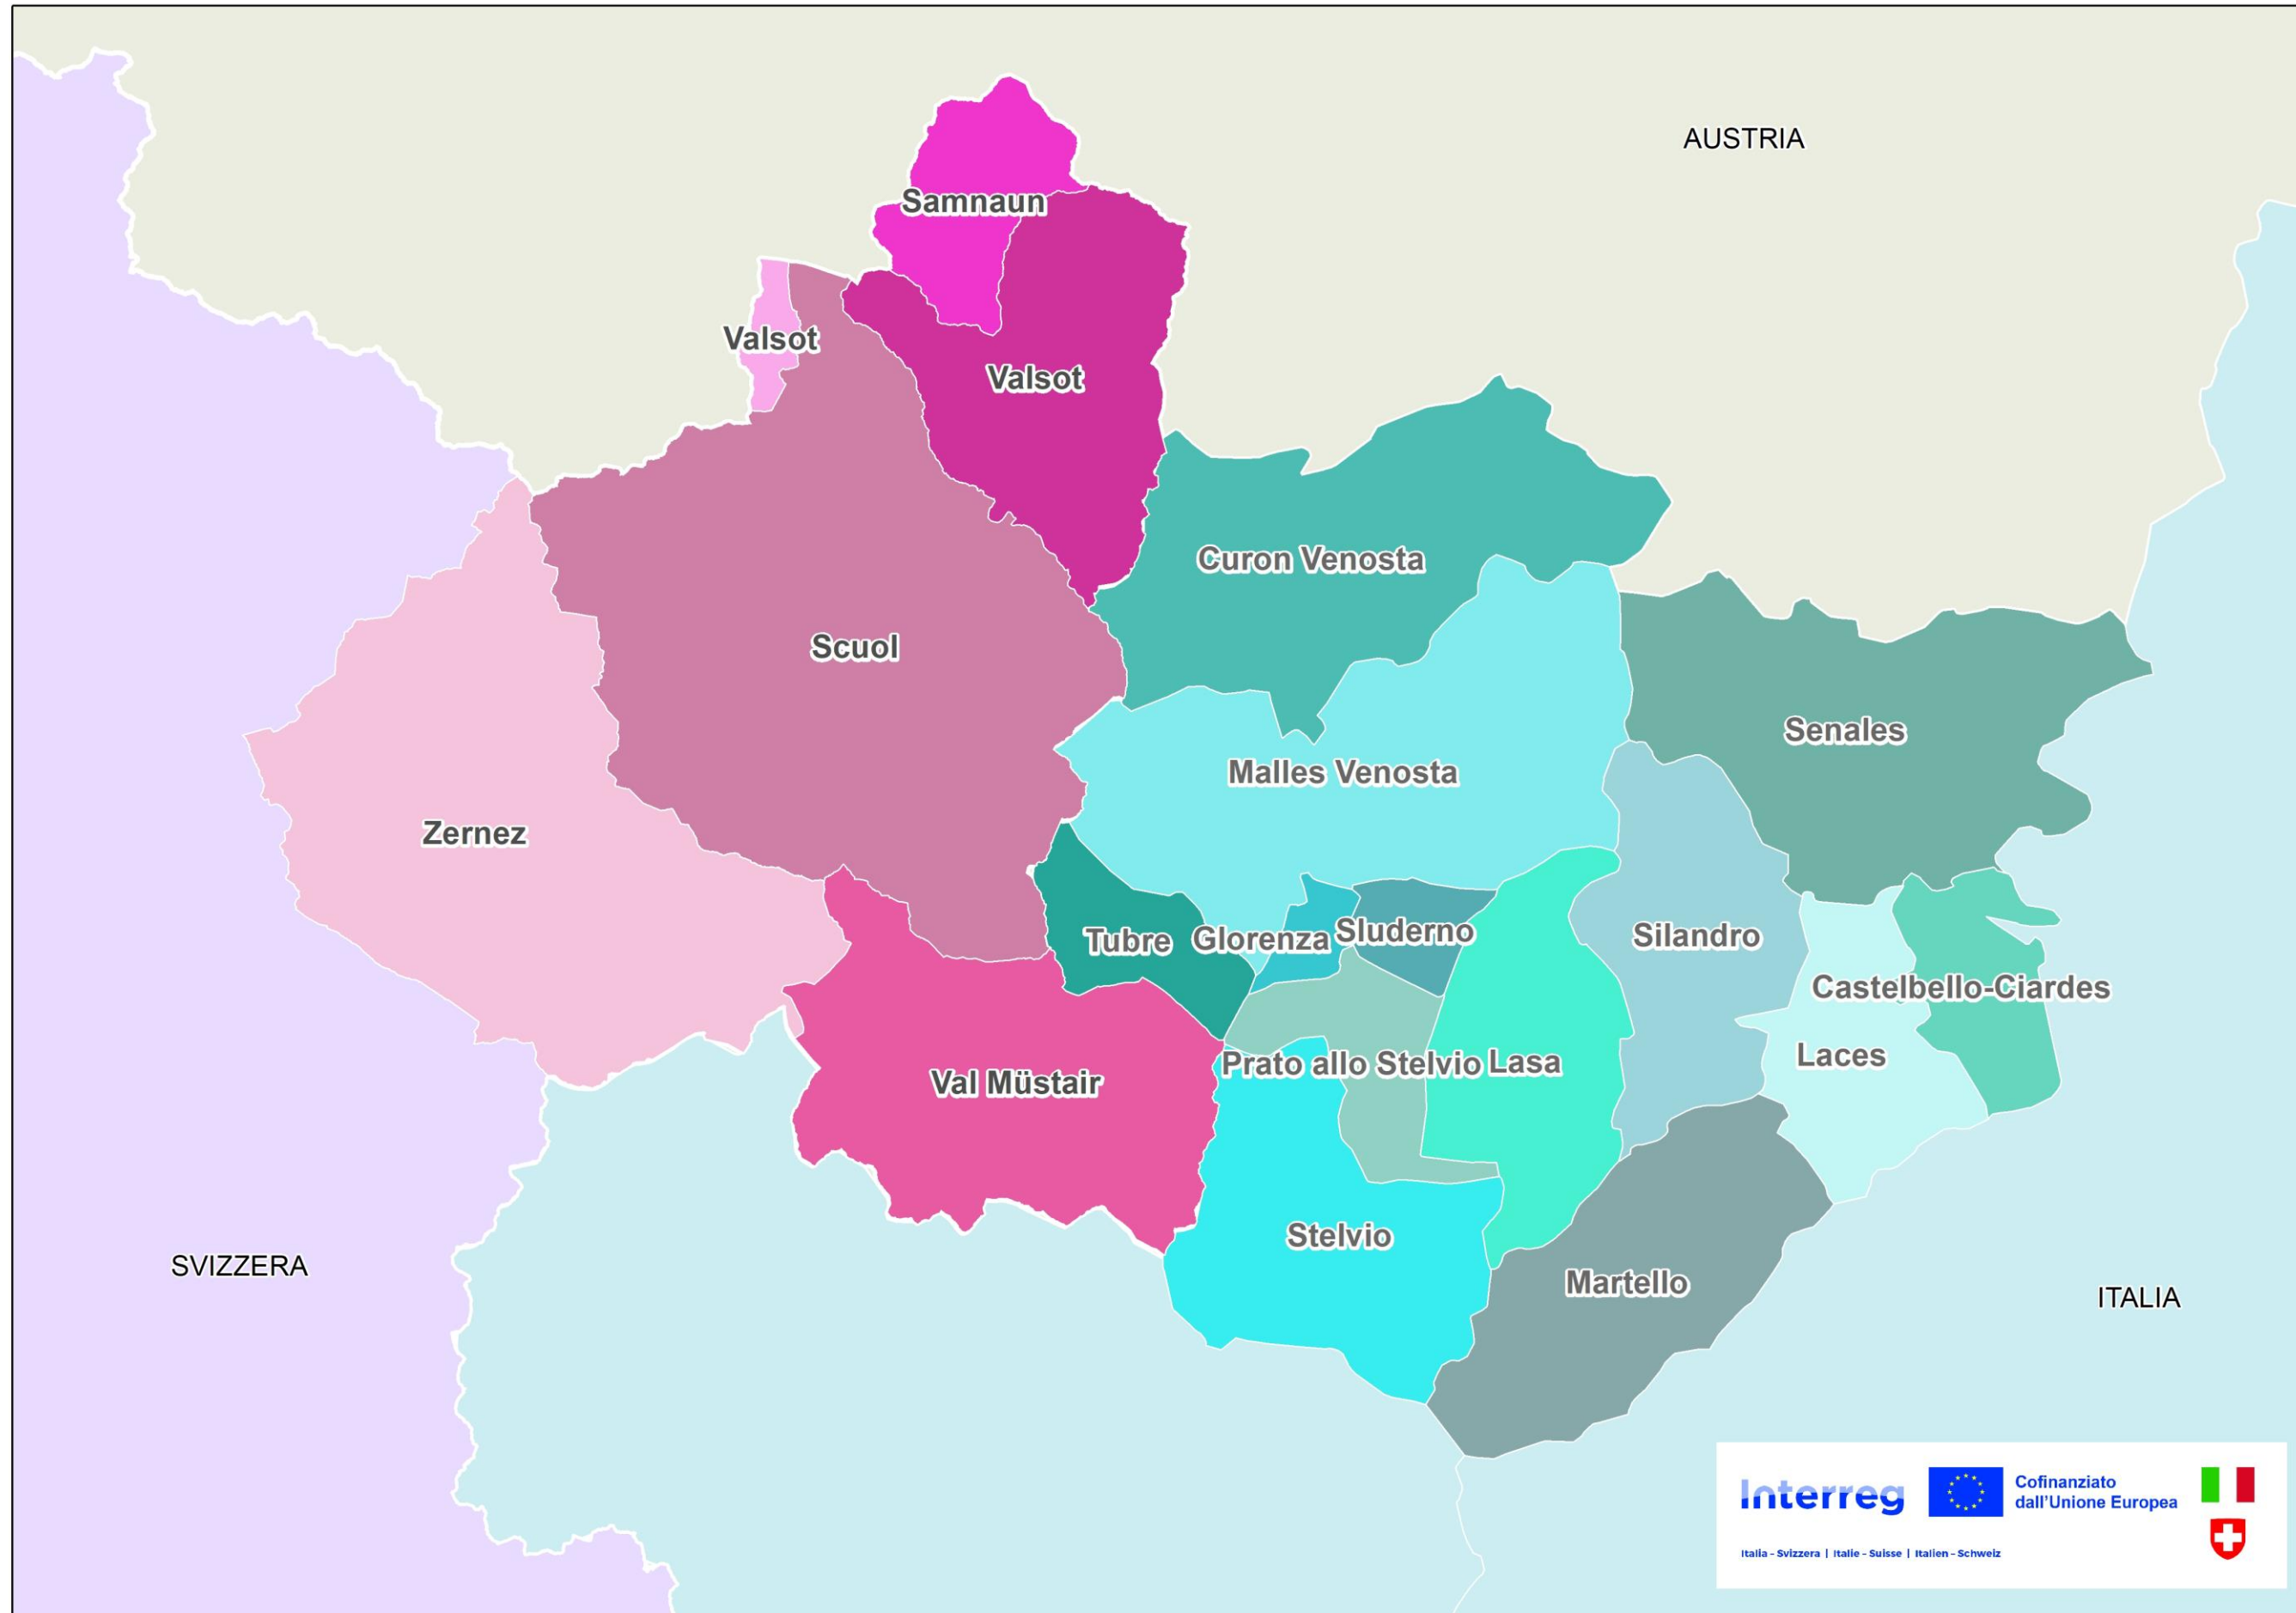 AUSTRIA
Samnaun
Valsot
Valsot
Curon Venosta
Scuol
Senales
Malles Venosta
Zernez
Tubre
Glorenza
Sluderno
Silandro
Castelbello-Ciardes
Prato allo Stelvio
Lasa
Laces
Val Müstair
Stelvio
SVIZZERA
Martello
ITALIA
Interreg
Cofinanziato
dall'Unione Europea
Italia – Svizzera | Italie – Suisse | Italien – Schweiz